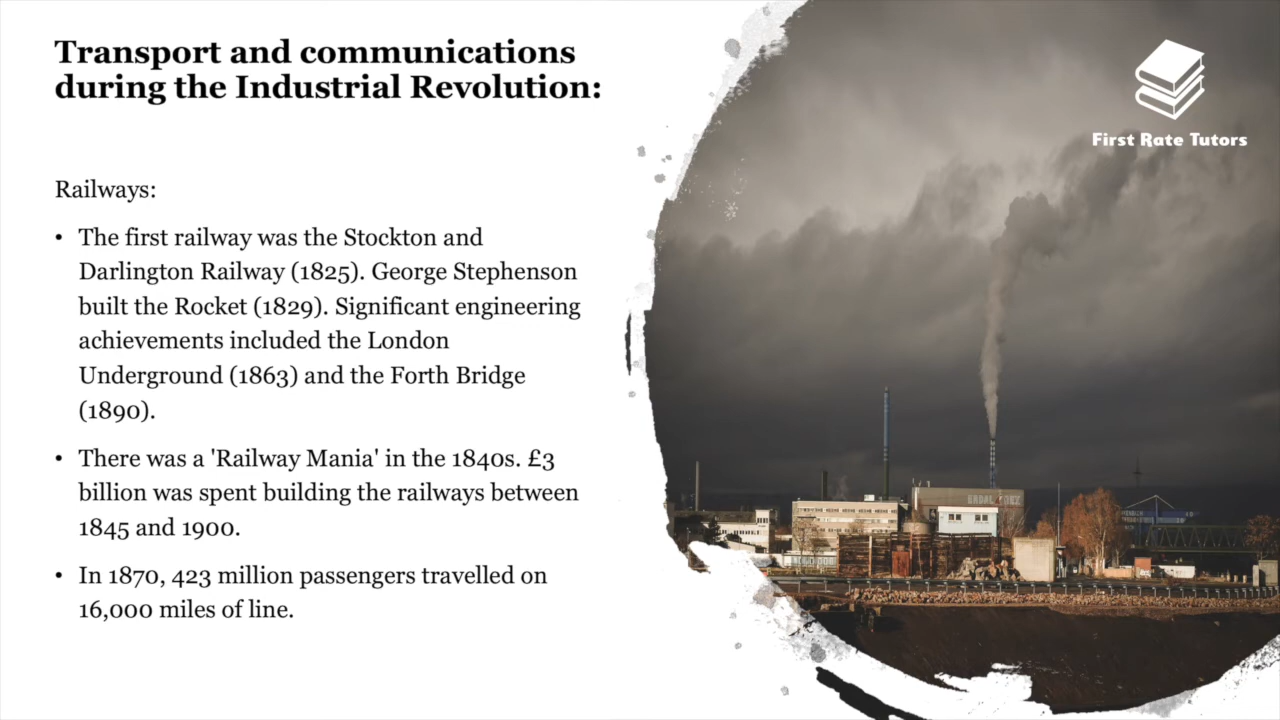 Transport and communications
during the Industrial Revolution:
First Rate Tutors
Railways:
• The first railway was the Stockton and
Darlington Railway (1825). George Stephenson
built the Rocket (1829). Significant engineering
achievements included the London
Underground (1863) and the Forth Bridge
(1890).
• There was a 'Railway Mania' in the 1840s. £3
billion was spent building the railways between
1845 and 1900.
• In 1870, 423 million passengers travelled on
16,000 miles of line.